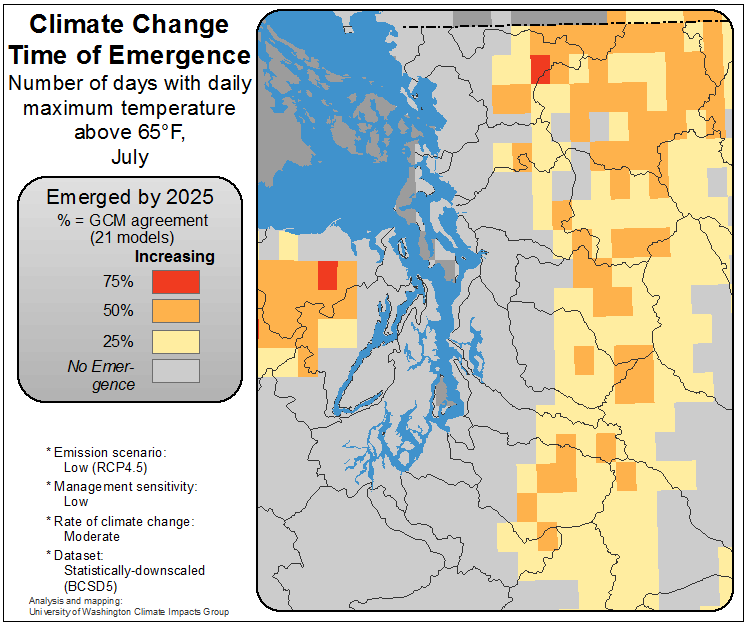 Climate Change
Time of Emergence
Number of days with daily
maximum temperature
above 65°F,
July
Emerged by 2025
% = GCM agreement
(21 models)
Increasing
75%
50%
25%
No Emer-
gence
* Emission scenario:
Low (RCP4.5)
* Management sensitivity:
Low
* Rate of climate change:
Moderate
* Dataset:
Statistically-downscaled
(BCSD5)
Analysis and mapping:
University of Washington Climate Impacts Group